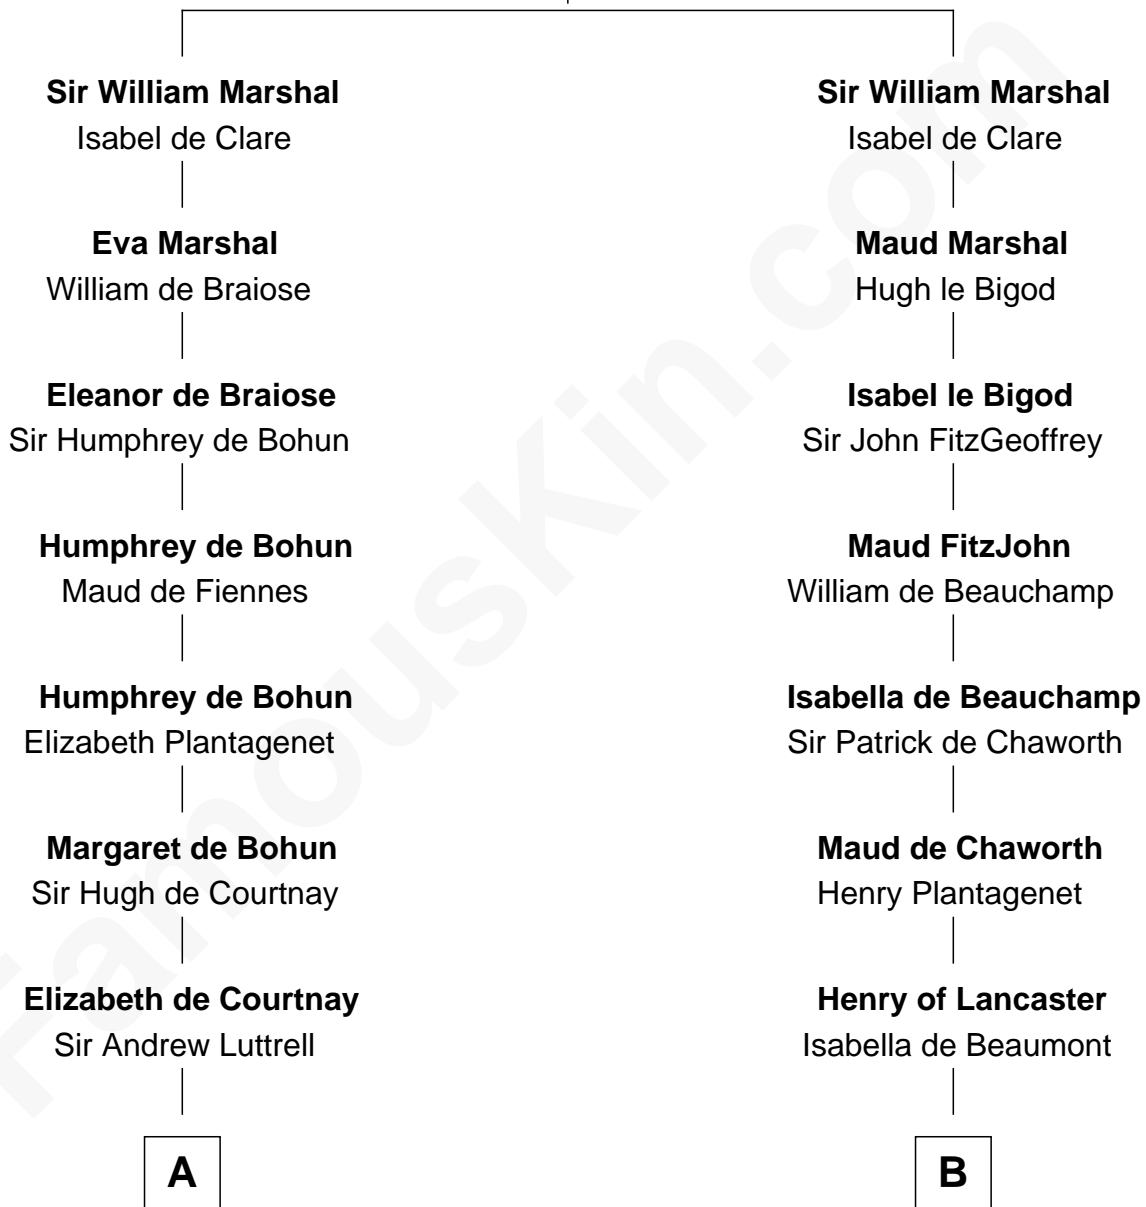 Sir William Marshal
Isabel de Clare
Eva Marshal
William de Braiose
Eleanor de Braiose
Sir Humphrey de Bohun
Humphrey de Bohun
Maud de Fiennes
Humphrey de Bohun
Elizabeth Plantagenet
Margaret de Bohun
Sir Hugh de Courtnay
Elizabeth de Courtnay
Sir Andrew Luttrell
A
Sir William Marshal
Isabel de Clare
Maud Marshal
Hugh le Bigod
Isabel le Bigod
Sir John FitzGeoffrey
Maud FitzJohn
William de Beauchamp
Isabella de Beauchamp
Sir Patrick de Chaworth
Maud de Chaworth
Henry Plantagenet
Henry of Lancaster
Isabella de Beaumont
B
FamousKin.com